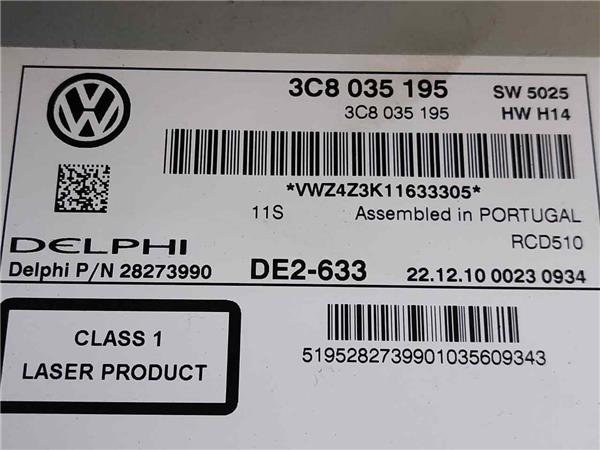 3C8 035 195 SW 5025
3C8 035 195 HW H14
*VWZ4Z3K11633305*
11S Assembled in PORTUGAL
RCD510
DELPHI
Delphi P/N 28273990 DE2-633 22.12.10 0023 0934
CLASS 1
LASER PRODUCT
5195282739901035609343